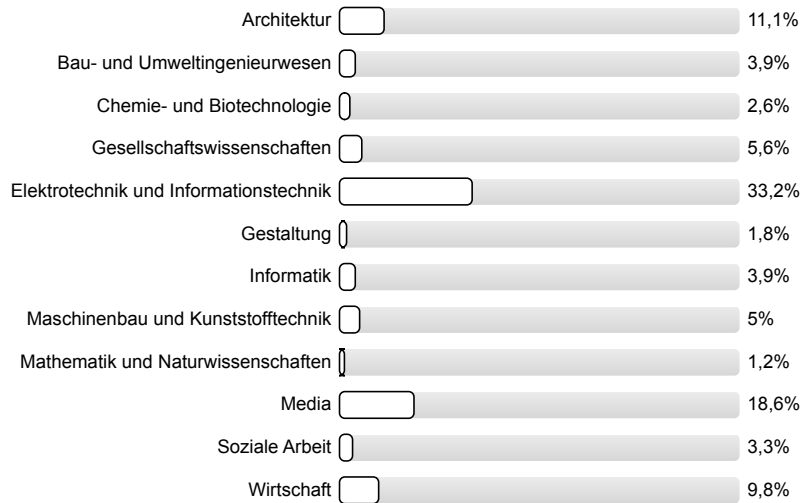 Architektur 11,1%
Bau- und Umweltingenieurwesen 3,9%
Chemie- und Biotechnologie 2,6%
Gesellschaftswissenschaften 5,6%
Elektrotechnik und Informationstechnik 33,2%
Gestaltung 1,8%
Informatik 3,9%
Maschinenbau und Kunststofftechnik 5%
Mathematik und Naturwissenschaften 1,2%
Media 18,6%
Soziale Arbeit 3,3%
Wirtschaft 9,8%